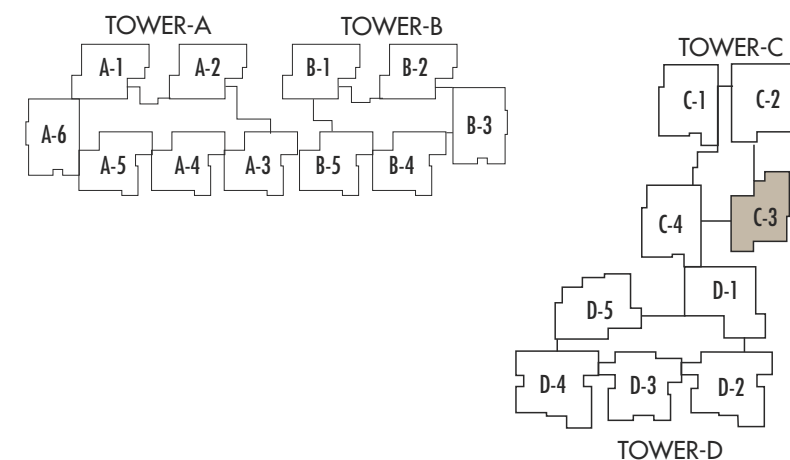 TOWER-A
TOWER-B
A-1
A-2
B-1
B-2
A-6
B-3
A-5
A-4
A-3
B-5
B-4
TOWER-C
C-1
C-2
C-4
C-3
D-1
D-5
D-4
D-3
D-2
TOWER-D